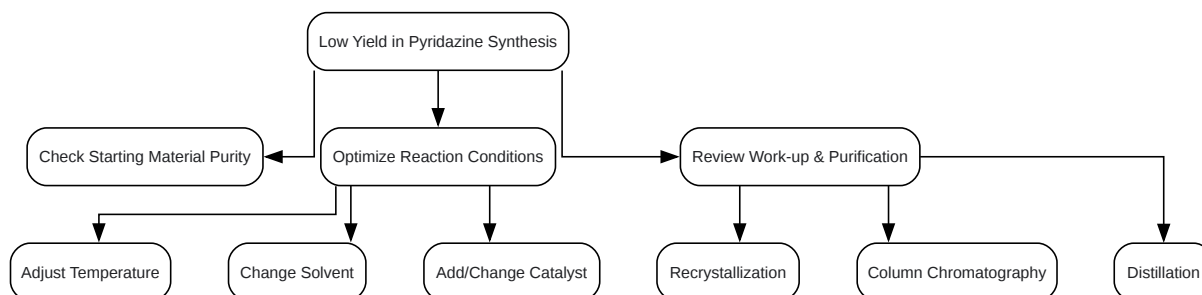 Low Yield in Pyridazine Synthesis
Check Starting Material Purity
Optimize Reaction Conditions
Review Work-up & Purification
Adjust Temperature
Change Solvent
Add/Change Catalyst
Recrystallization
Column Chromatography
Distillation